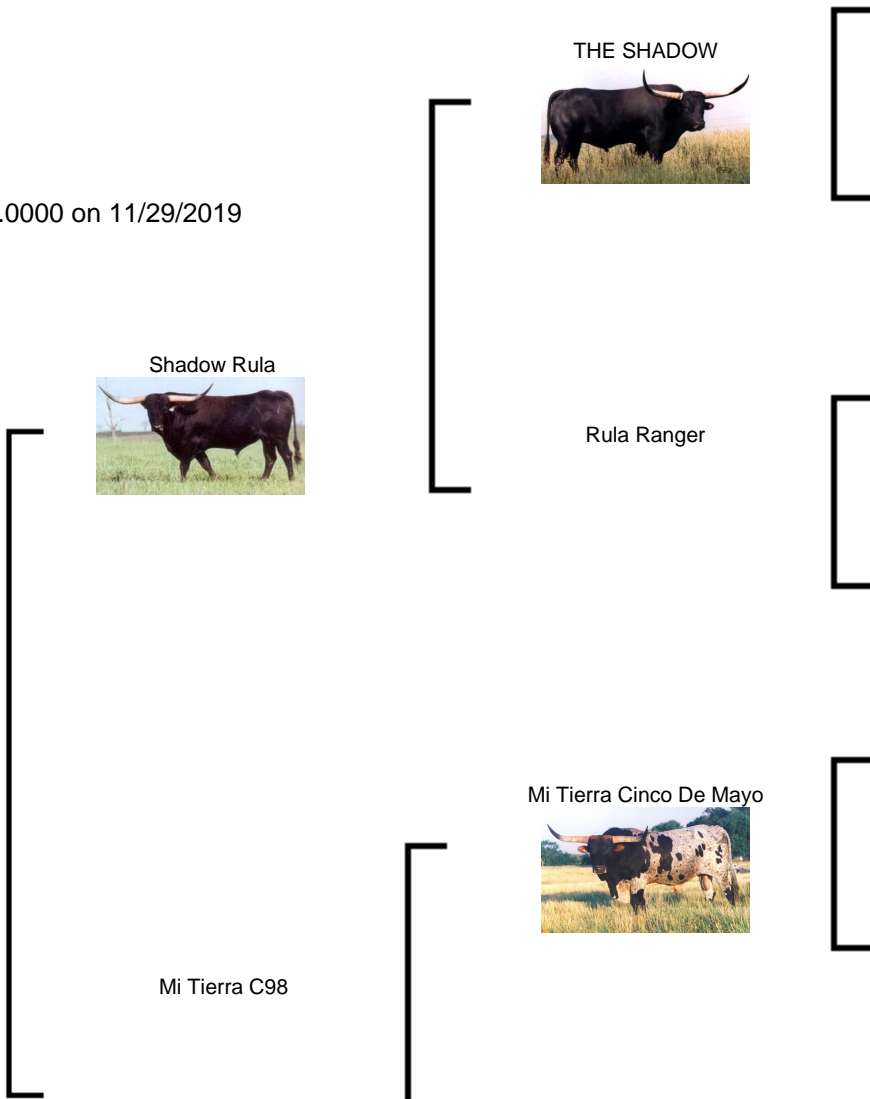 THE SHADOW
.0000 on 11/29/2019
Shadow Rula
Rula Ranger
Mi Tierra Cinco De Mayo
Mi Tierra C98